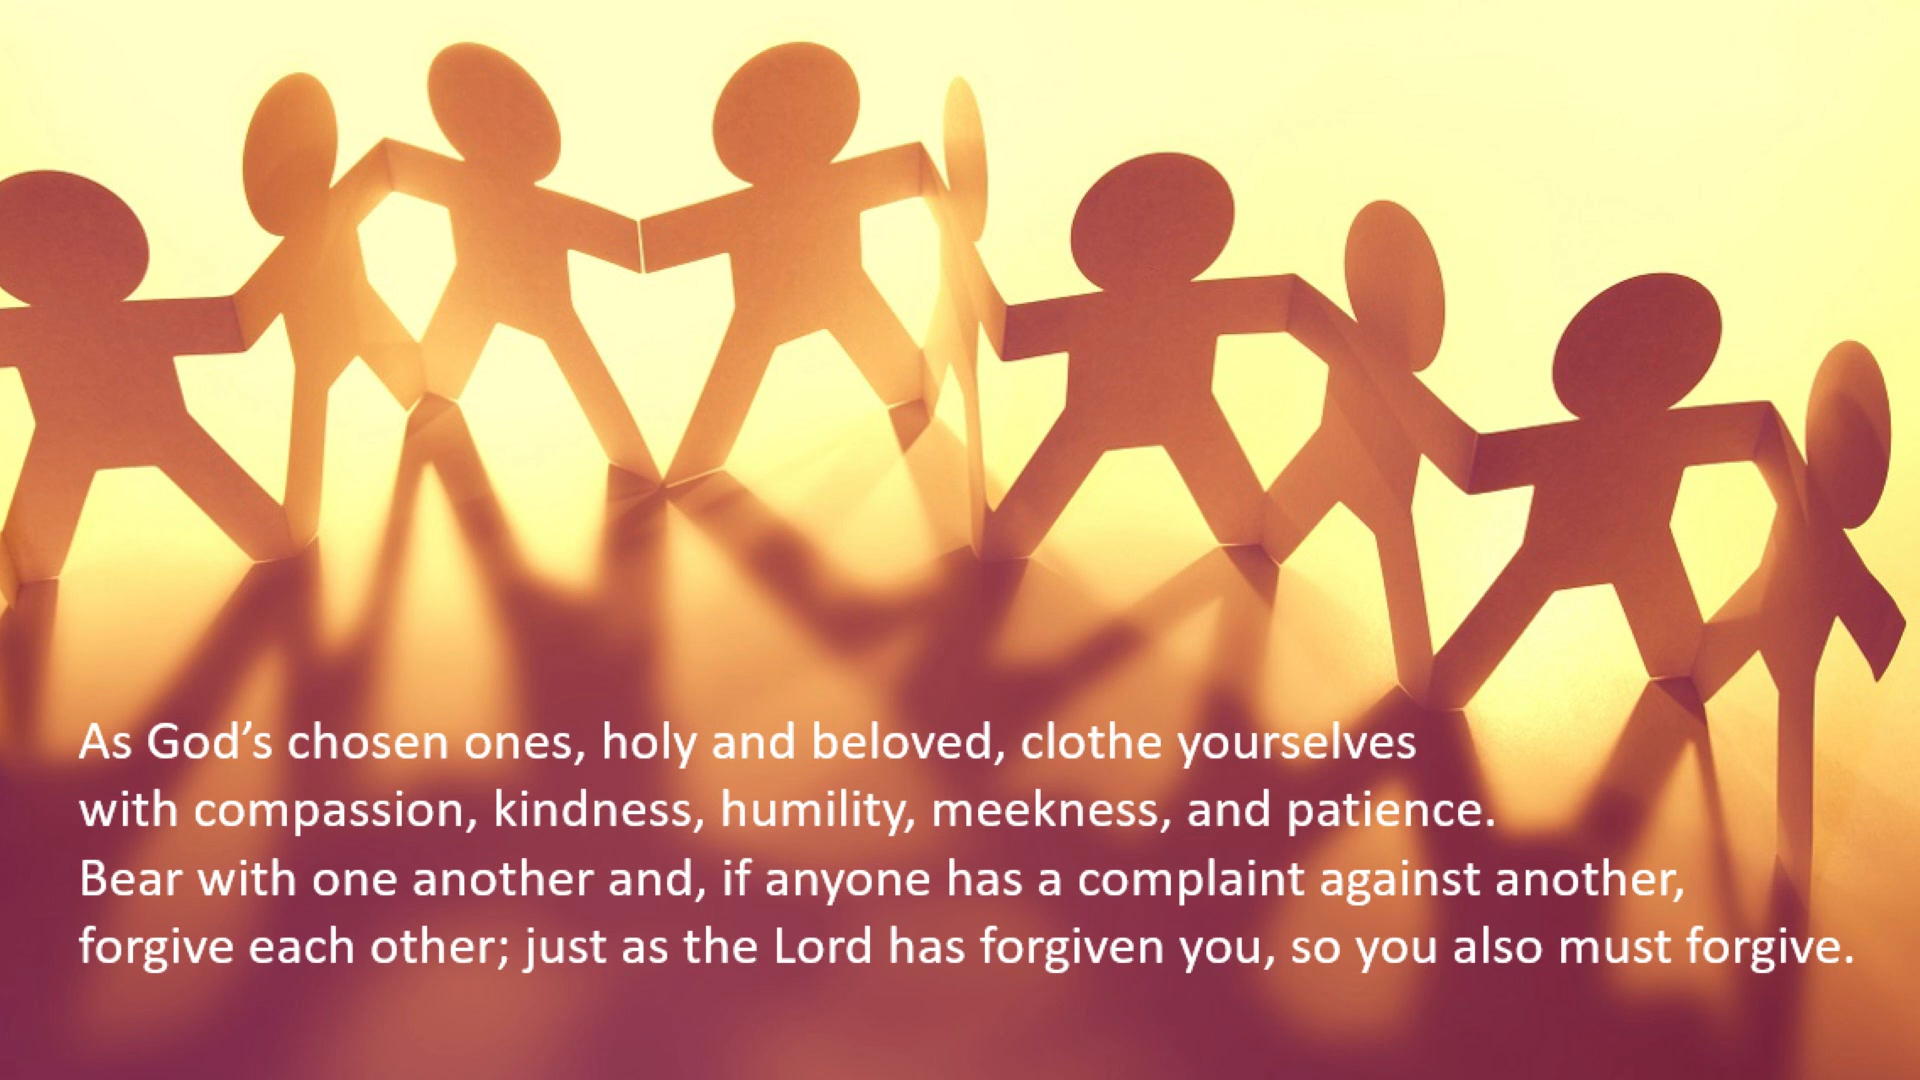 As God’s chosen ones, holy and beloved, clothe yourselves
with compassion, kindness, humility, meekness, and patience.
Bear with one another and, if anyone has a complaint against another,
forgive each other; just as the Lord has forgiven you, so you also must forgive.